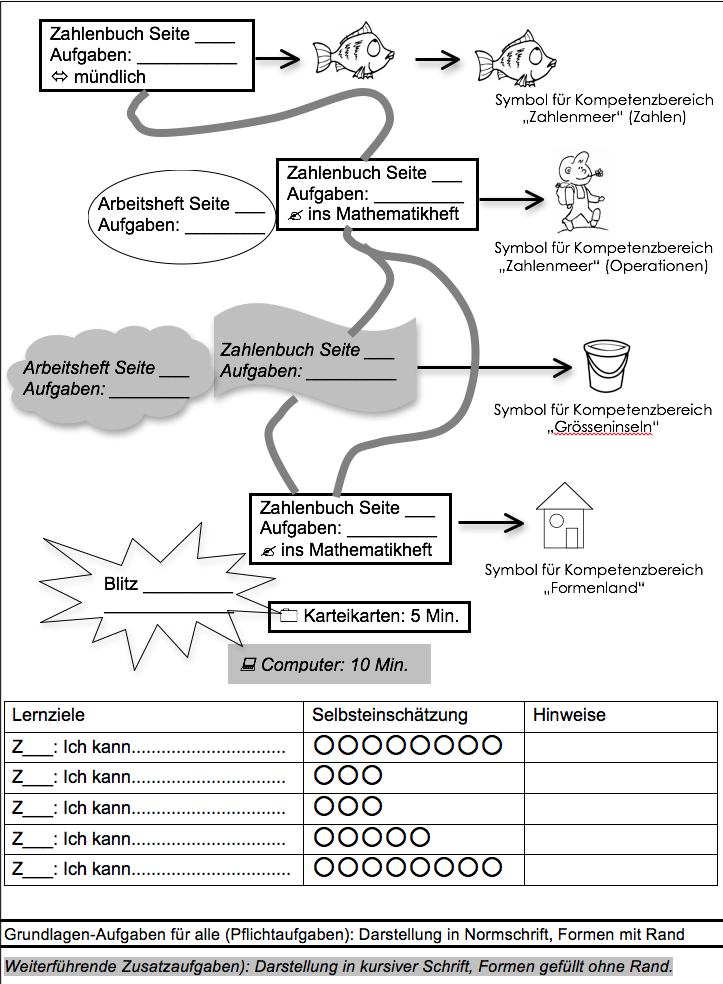 Zahlenbuch Seite ____
Aufgaben: __________
⬄ mündlich
Symbol für Kompetenzbereich
„Zahlenmeer“ (Zahlen)
Zahlenbuch Seite ___
Aufgaben: _________
✍ ins Mathematikheft
Arbeitsheft Seite ___
Aufgaben: ________
Symbol für Kompetenzbereich
„Zahlenmeer“ (Operationen)
Zahlenbuch Seite ___
Aufgaben: _________
Arbeitsheft Seite ___
Aufgaben: ________
Symbol für Kompetenzbereich
„Grösseninseln“
Zahlenbuch Seite ___
Aufgaben: _________
✍ ins Mathematikheft
Symbol für Kompetenzbereich
„Formenland“
Blitz _________
_____________
Karteikarten: 5 Min.
Computer: 10 Min.
Lernziele Selbsteinschätzung Hinweise
Z___: Ich kann............................... ○○○○○○○○
Z___: Ich kann............................... ○○○
Z___: Ich kann............................... ○○○
Z___: Ich kann............................... ○○○○○
Z___: Ich kann................................ ○○○○○○○○
Grundlagen-Aufgaben für alle (Pflichtaufgaben): Darstellung in Normschrift, Formen mit Rand
Weiterführende Zusatzaufgaben): Darstellung in kursiver Schrift, Formen gefüllt ohne Rand.